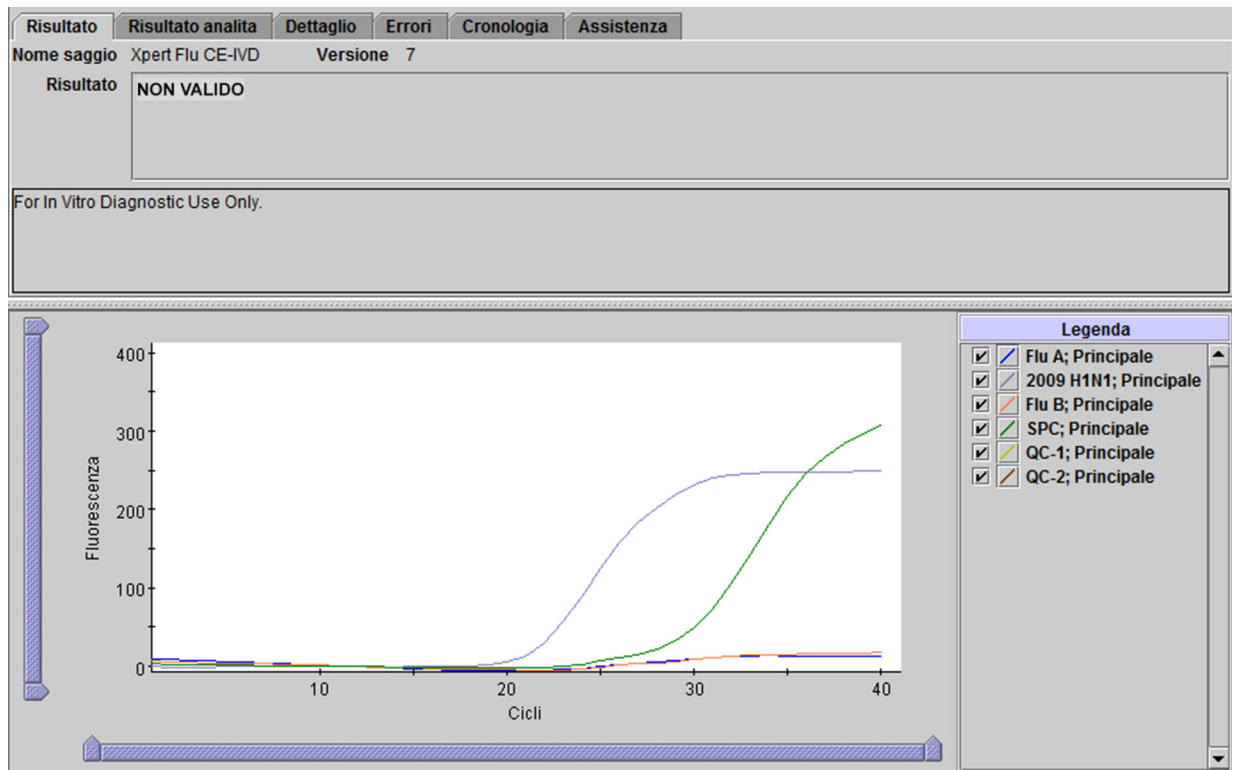 Risultato Risultato analita Dettaglio Errori Cronologia Assistenza
Nome saggio Xpert Flu CE-IVD Versione 7
Risultato NON VALIDO
For In Vitro Diagnostic Use Only.
400
300
200
100
0
Fluorescenza
10 20 30 40
Cicli
Legenda
Flu A; Principale
2009 H1N1; Principale
Flu B; Principale
SPC; Principale
QC-1; Principale
QC-2; Principale